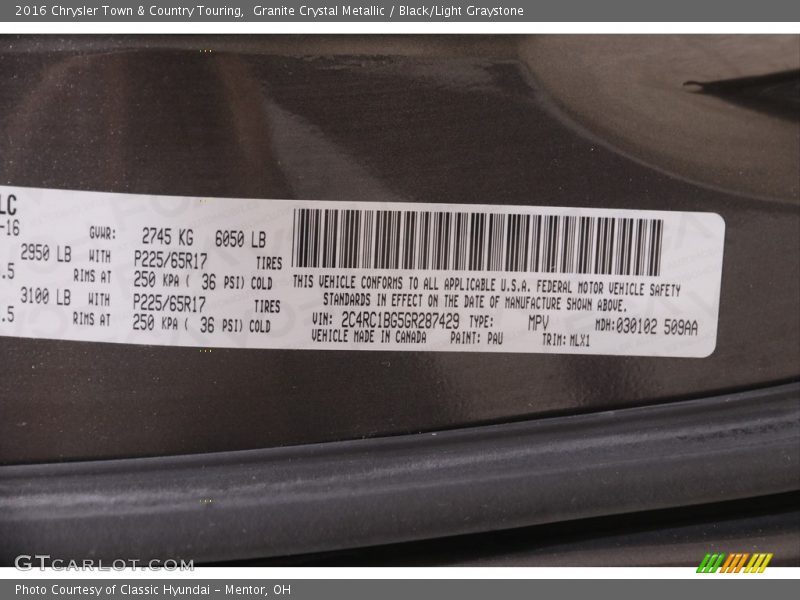 2016 Chrysler Town & Country Touring, Granite Crystal Metallic / Black/Light Graystone
LC
-16
GVWR: 2745 KG 6050 LB
2950 LB WITH P225/65R17 TIRES
.5 RIMS AT 250 KPA ( 36 PSI) COLD
3100 LB WITH P225/65R17 TIRES
.5 RIMS AT 250 KPA ( 36 PSI) COLD
THIS VEHICLE CONFORMS TO ALL APPLICABLE U.S.A. FEDERAL MOTOR VEHICLE SAFETY
STANDARDS IN EFFECT ON THE DATE OF MANUFACTURE SHOWN ABOVE.
VIN: 2C4RC1BG5GR287429 TYPE: MPV MDH:030102 509AA
VEHICLE MADE IN CANADA PAINT: PAU TRIM: MLX1
GTCARLOT.COM
Photo Courtesy of Classic Hyundai - Mentor, OH